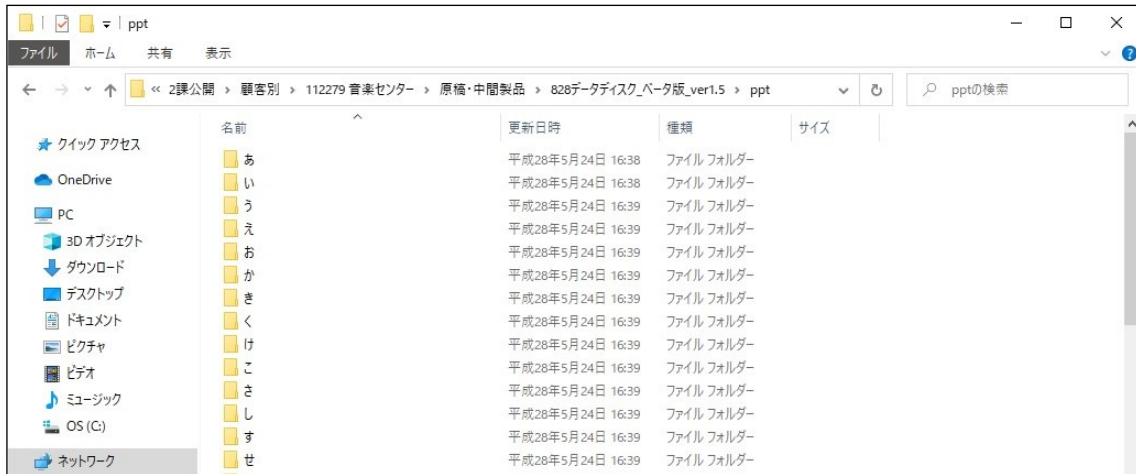 ppt
ファイル ホーム 共有 表示
« 2課公開 › 顧客別 › 112279 音楽センター › 原稿・中間製品 › 828データディスク_ベータ版_ver1.5 › ppt pptの検索
名前 更新日時 種類 サイズ
クイック アクセス
OneDrive
PC
3D オブジェクト
ダウンロード
デスクトップ
ドキュメント
ピクチャ
ビデオ
ミュージック
OS (C:)
ネットワーク
あ 平成28年5月24日 16:38 ファイル フォルダー
い 平成28年5月24日 16:38 ファイル フォルダー
う 平成28年5月24日 16:39 ファイル フォルダー
え 平成28年5月24日 16:39 ファイル フォルダー
お 平成28年5月24日 16:39 ファイル フォルダー
か 平成28年5月24日 16:39 ファイル フォルダー
き 平成28年5月24日 16:39 ファイル フォルダー
く 平成28年5月24日 16:39 ファイル フォルダー
け 平成28年5月24日 16:39 ファイル フォルダー
こ 平成28年5月24日 16:39 ファイル フォルダー
さ 平成28年5月24日 16:39 ファイル フォルダー
し 平成28年5月24日 16:39 ファイル フォルダー
す 平成28年5月24日 16:39 ファイル フォルダー
せ 平成28年5月24日 16:39 ファイル フォルダー